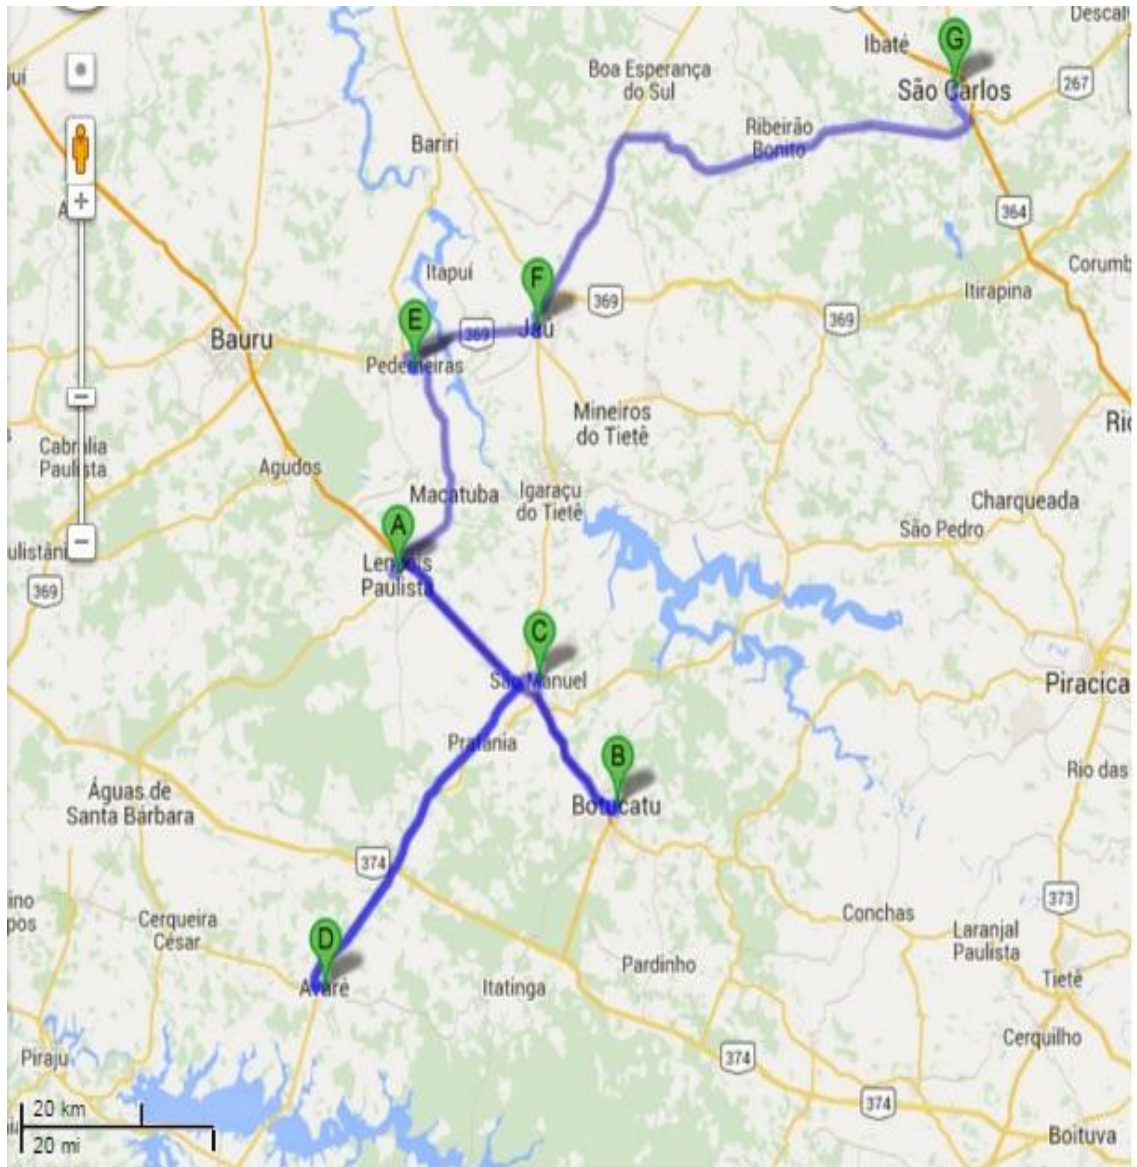 Descal
Ibaté
G
267
São Carlos
Boa Esperança
do Sul
Ribeirão
Bonito
Bariri
364
Itapuí
F
369
Corumb
Itirapina
E
369
Jaú
369
Bauru
Pederneiras
Mineiros
do Tietê
Cabrália
Paulista
Agudos
Macatuba
Igaraçu
do Tietê
Charqueada
São Pedro
A
Lençóis
Paulista
ulistân
369
C
São Manuel
Piracica
Pratânia
B
Botucatu
Rio das
Águas de
Santa Bárbara
374
373
ino
pos
Cerqueira
César
Conchas
Laranjal
Paulista
D
Avaré
Itatinga
Pardinho
Tietê
Cerquilho
Piraju
374
374
20 km
20 mi
Boituva